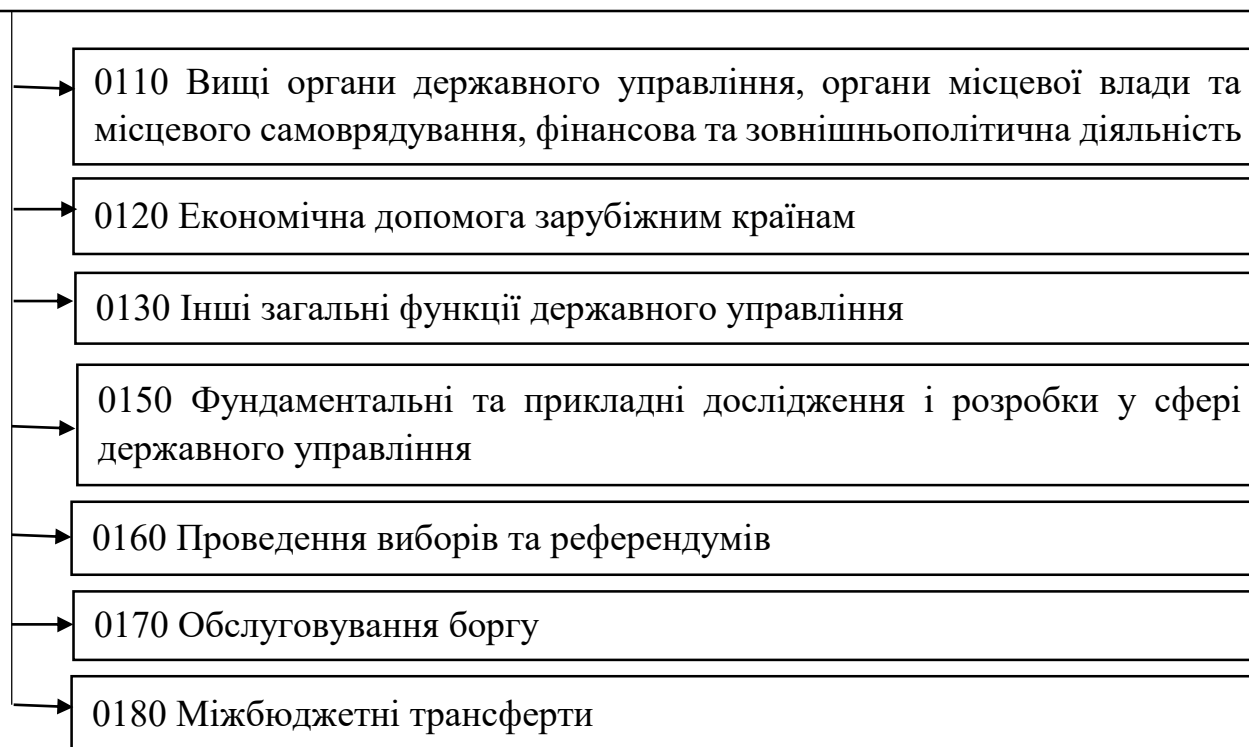 0110 Вищі органи державного управління, органи місцевої влади та
місцевого самоврядування, фінансова та зовнішньополітична діяльність
0120 Економічна допомога зарубіжним країнам
0130 Інші загальні функції державного управління
0150 Фундаментальні та прикладні дослідження і розробки у сфері
державного управління
0160 Проведення виборів та референдумів
0170 Обслуговування боргу
0180 Міжбюджетні трансферти